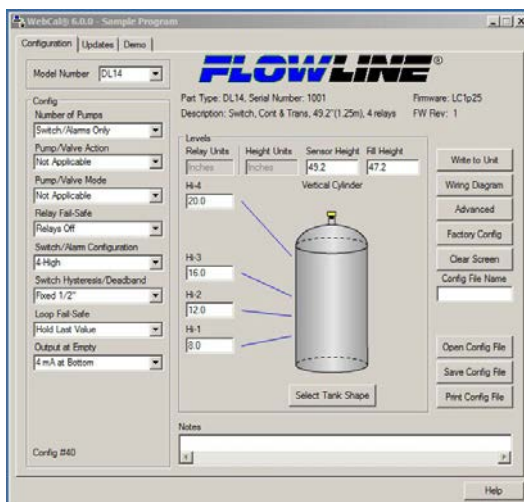 WebCal® 6.0.0 - Sample Program
Configuration Updates Demo
Model Number DL14
FLOWLINE®
Part Type: DL14, Serial Number: 1001 Firmware: LC1p25
Description: Switch, Cont & Trans, 49.2"(1.25m), 4 relays FW Rev: 1
Config
Number of Pumps
Switch/Alarms Only
Pump/Valve Action
Not Applicable
Pump/Valve Mode
Not Applicable
Relay Fail-Safe
Relays Off
Switch/Alarm Configuration
4-High
Switch Hysteresis/Deadband
Fixed 1/2"
Loop Fail-Safe
Hold Last Value
Output at Empty
4 mA at Bottom
Config #40
Levels
Relay Units Height Units Sensor Height Fill Height
Inches Inches 49.2 47.2
Hi-4 Vertical Cylinder
20.0
Hi-3
16.0
Hi-2
12.0
Hi-1
8.0
Select Tank Shape
Write to Unit
Wiring Diagram
Advanced
Factory Config
Clear Screen
Config File Name
Open Config File
Save Config File
Print Config File
Notes
Help